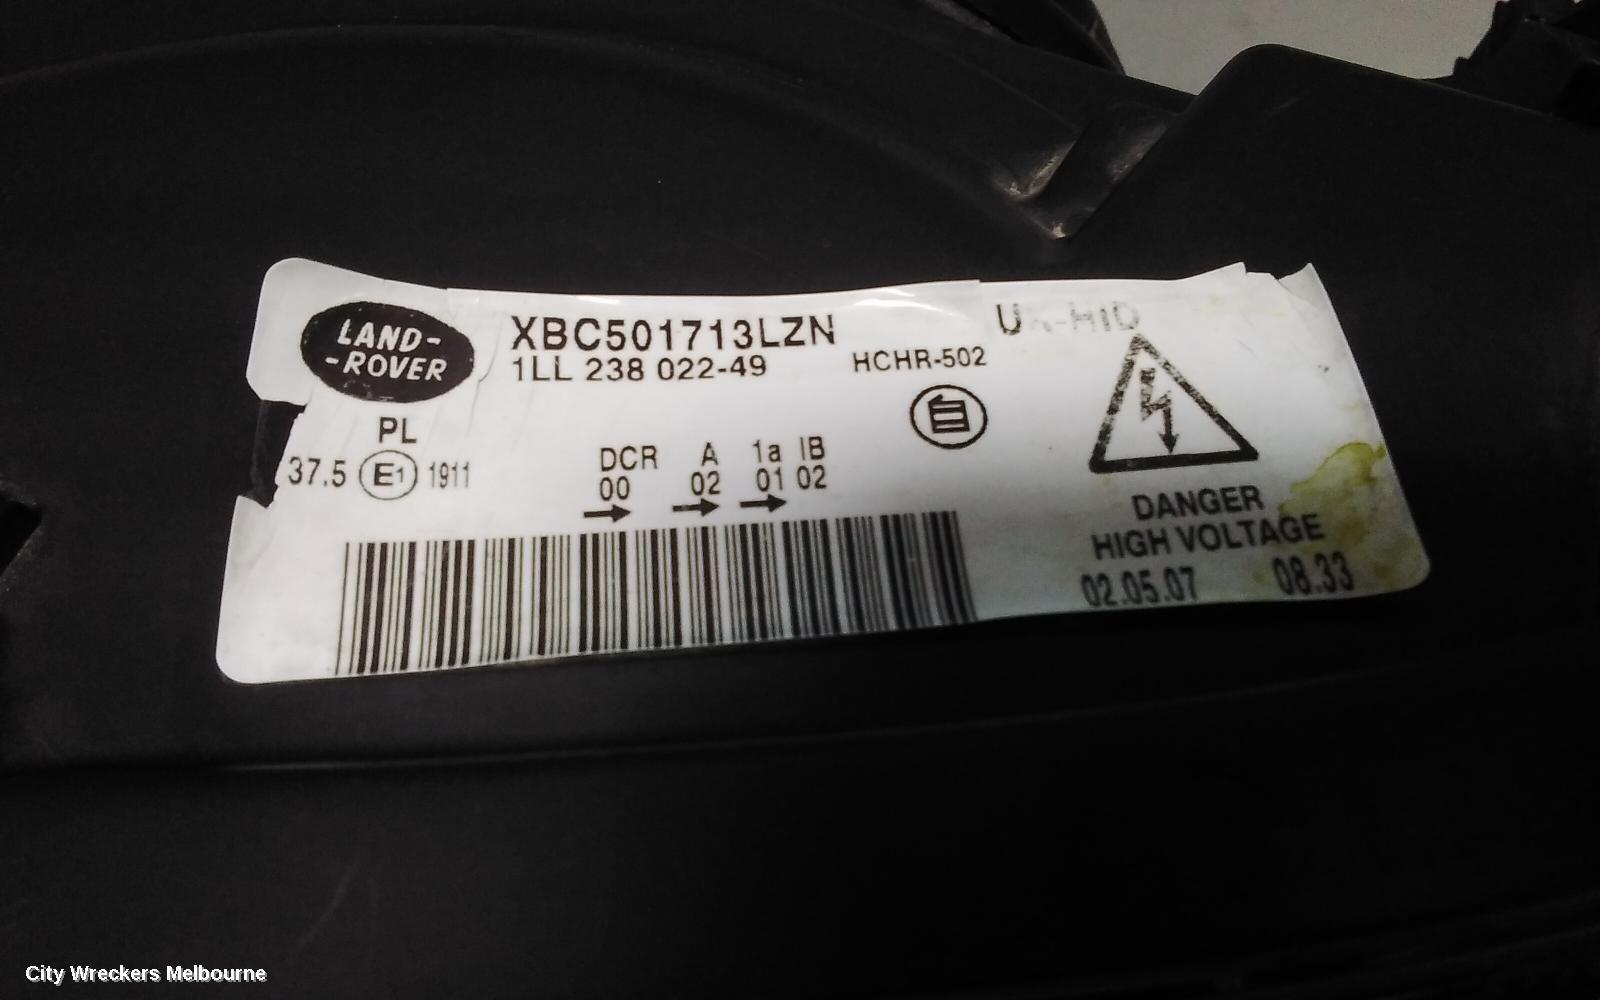 LAND-
-ROVER
XBC501713LZN
1LL 238 022-49
HCHR-502
PL
37.5 E1 1911
DCR A 1a IB
00 02 01 02
DANGER
HIGH VOLTAGE
02.05.07 08.33
City Wreckers Melbourne